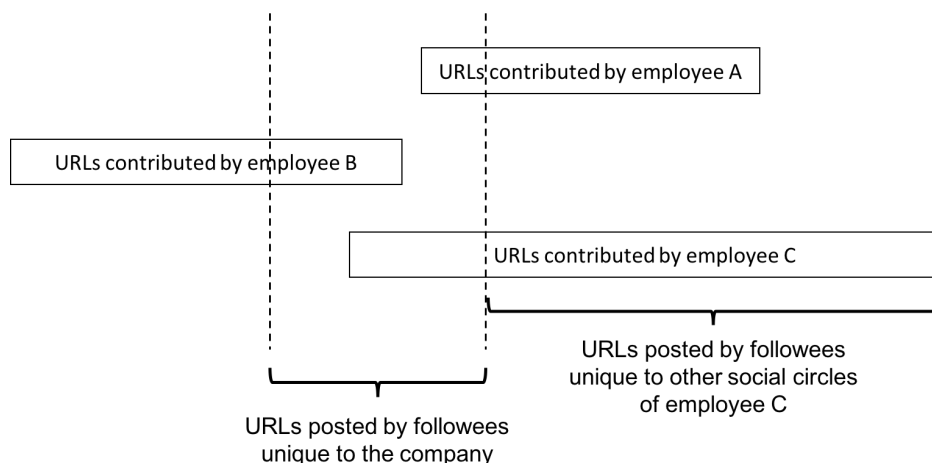 URLs contributed by employee A
URLs contributed by employee B
URLs contributed by employee C
URLs posted by followees
unique to other social circles
of employee C
URLs posted by followees
unique to the company